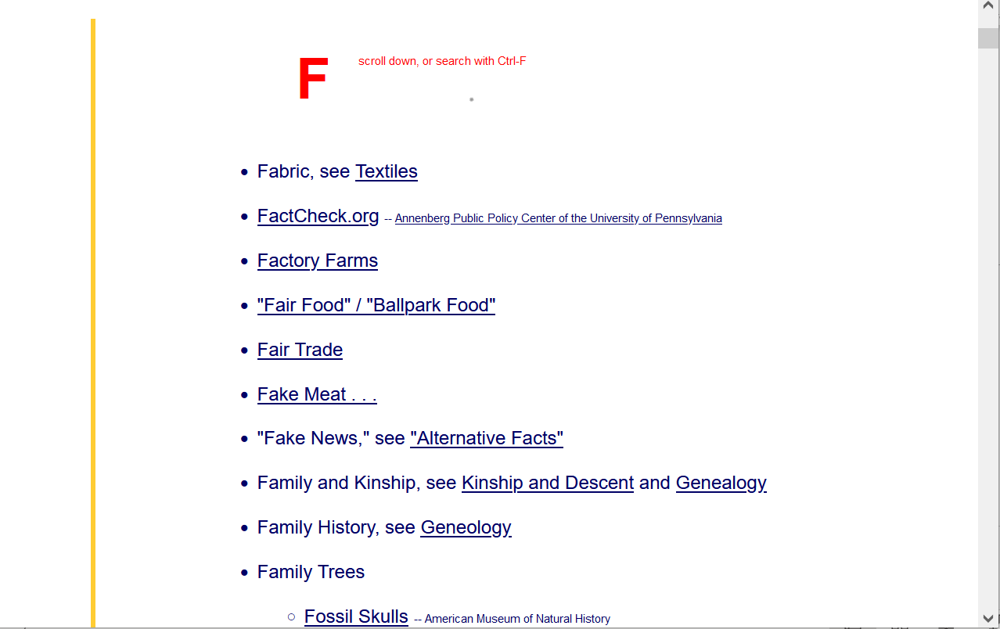 F
scroll down, or search with Ctrl-F
Fabric, see Textiles
FactCheck.org -- Annenberg Public Policy Center of the University of Pennsylvania
Factory Farms
"Fair Food" / "Ballpark Food"
Fair Trade
Fake Meat . . .
"Fake News," see "Alternative Facts"
Family and Kinship, see Kinship and Descent and Genealogy
Family History, see Geneology
Family Trees
Fossil Skulls -- American Museum of Natural History